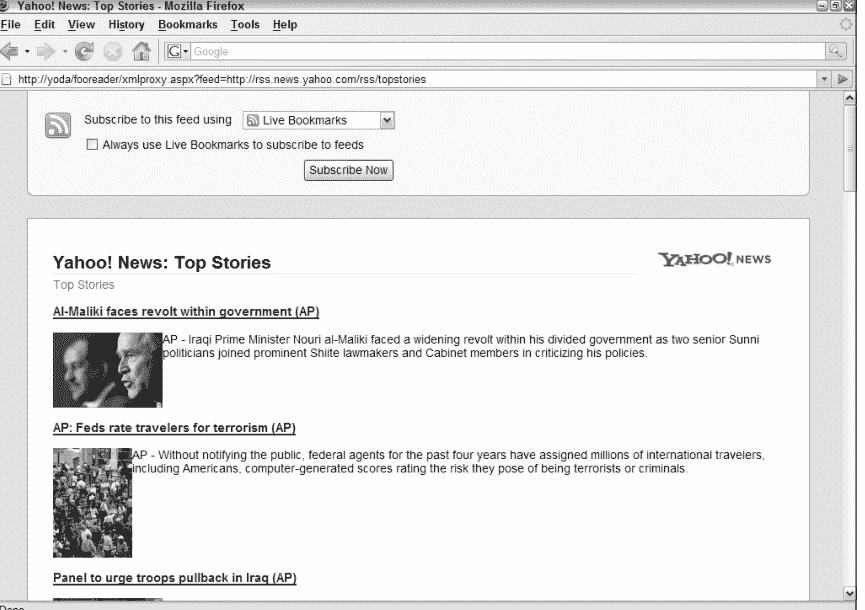 Yahoo! News: Top Stories - Mozilla Firefox
File Edit View History Bookmarks Tools Help
G Google
http://yoda/fooreader/xmlproxy.aspx?feed=http://rss.news.yahoo.com/rss/topstories
Subscribe to this feed using Live Bookmarks
Always use Live Bookmarks to subscribe to feeds
Subscribe Now
YAHOO! NEWS
Yahoo! News: Top Stories
Top Stories
Al-Maliki faces revolt within government (AP)
AP - Iraqi Prime Minister Nouri al-Maliki faced a widening revolt within his divided government as two senior Sunni
politicians joined prominent Shiite lawmakers and Cabinet members in criticizing his policies.
AP: Feds rate travelers for terrorism (AP)
AP - Without notifying the public, federal agents for the past four years have assigned millions of international travelers,
including Americans, computer-generated scores rating the risk they pose of being terrorists or criminals.
Panel to urge troops pullback in Iraq (AP)
Done